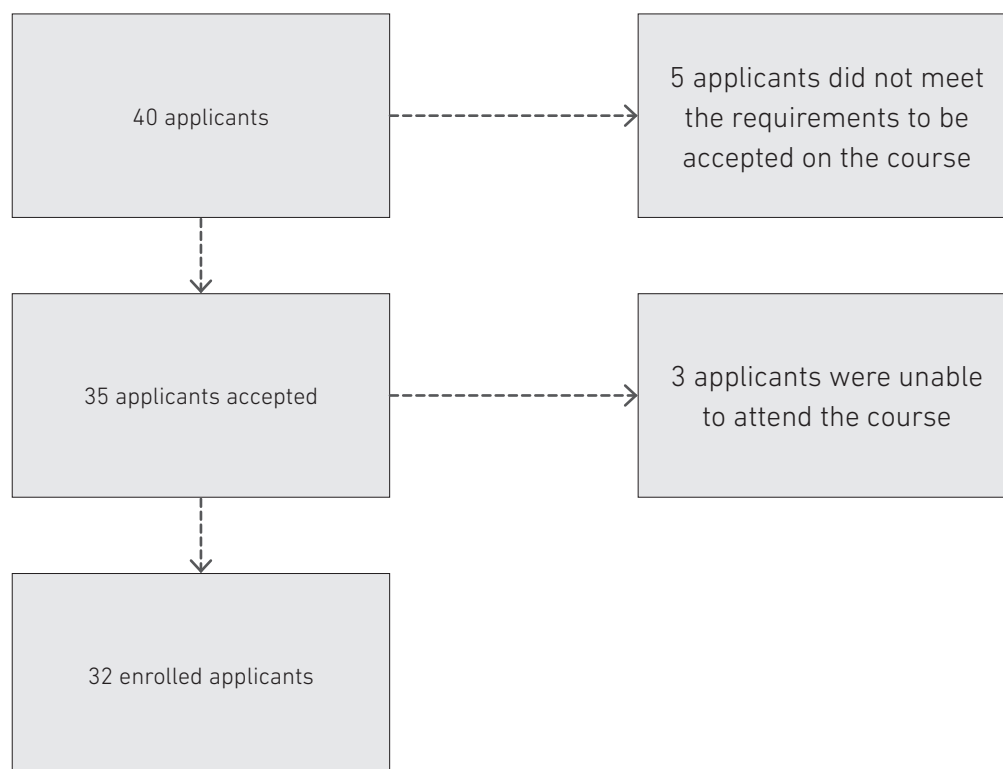 40 applicants
5 applicants did not meet
the requirements to be
accepted on the course
35 applicants accepted
3 applicants were unable
to attend the course
32 enrolled applicants